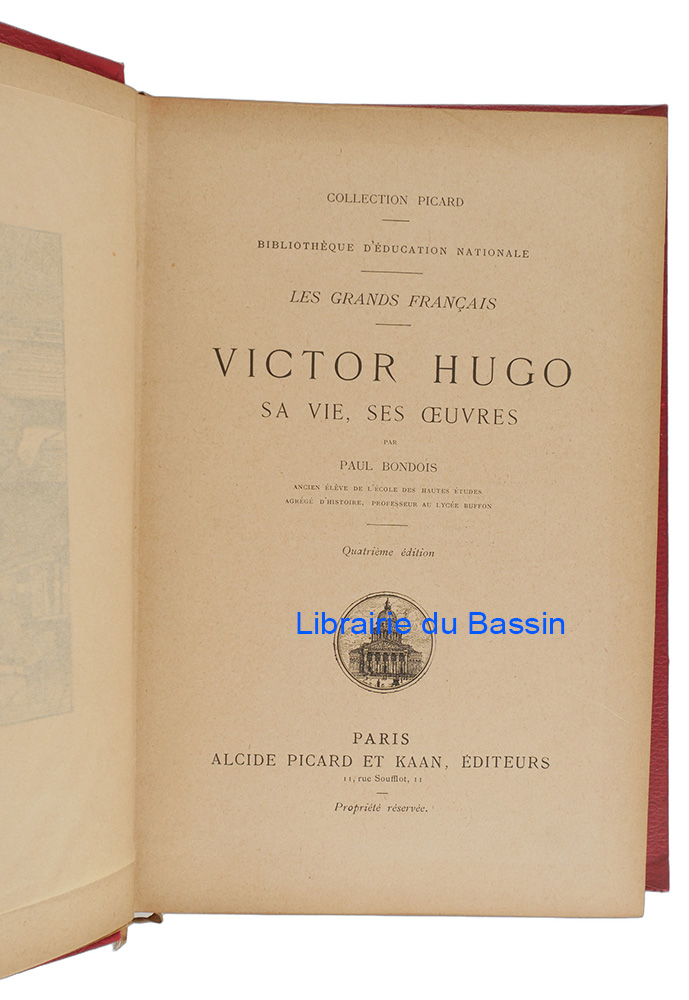 COLLECTION PICARD
BIBLIOTHÈQUE D'ÉDUCATION NATIONALE
LES GRANDS FRANÇAIS
VICTOR HUGO
SA VIE, SES ŒUVRES
PAR
PAUL BONDOIS
ANCIEN ÉLÈVE DE L'ÉCOLE DES HAUTES ÉTUDES
AGRÉGÉ D'HISTOIRE, PROFESSEUR AU LYCÉE BUFFON
Quatrième édition
Librairie du Bassin
PARIS
ALCIDE PICARD ET KAAN, ÉDITEURS
11, rue Soufflot, 11
Propriété réservée.